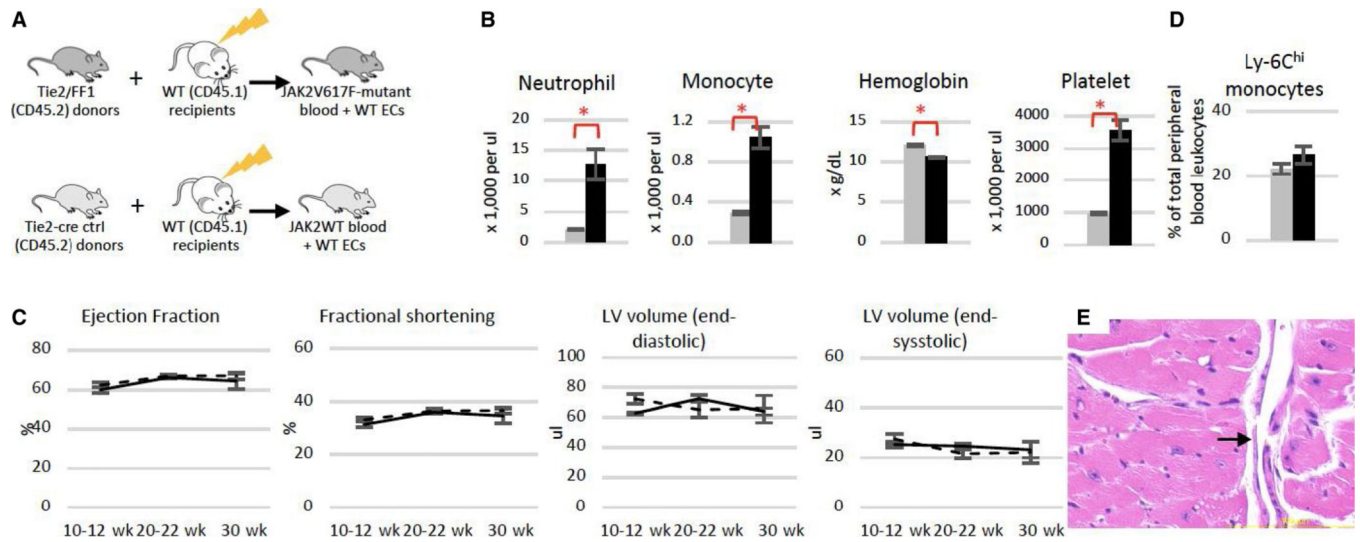 A
Tie2/FF1
(CD45.2) donors
+
WT (CD45.1)
recipients
JAK2V617F-mutant
blood + WT ECs
Tie2-cre ctrl
(CD45.2) donors
+
WT (CD45.1)
recipients
JAK2WT blood
+ WT ECs
B
Neutrophil
x 1,000 per ul
20
15
10
5
0
*
Monocyte
x 1,000 per ul
1.2
0.8
0.4
0.0
*
Hemoglobin
x g/dL
15
10
5
0
*
Platelet
x 1,000 per ul
4000
3000
2000
1000
0
*
D
Ly-6Chi
monocytes
% of total peripheral
blood leukocytes
40
20
0
C
Ejection Fraction
%
80
60
40
20
0
10-12 wk 20-22 wk 30 wk
Fractional shortening
%
60
40
20
0
10-12 wk 20-22 wk 30 wk
LV volume (end-
diastolic)
ul
100
80
60
40
20
0
10-12 wk 20-22 wk 30 wk
LV volume (end-
sysstolic)
ul
60
40
20
0
10-12 wk 20-22 wk 30 wk
E